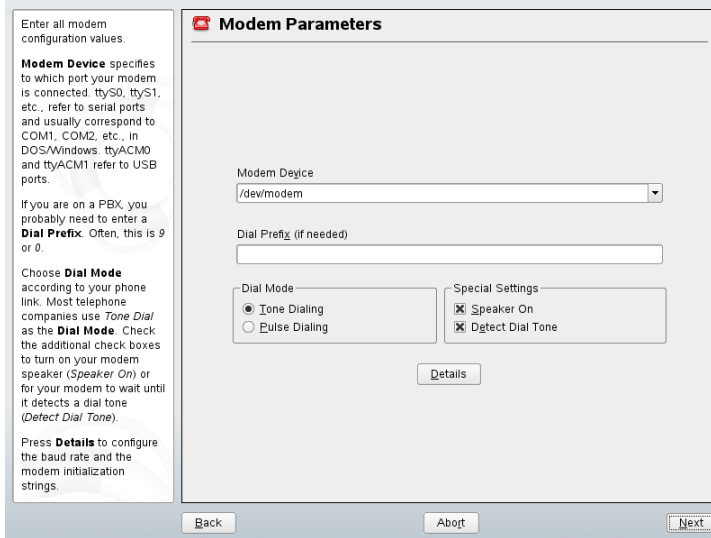 Enter all modem
configuration values.
Modem Device specifies
to which port your modem
is connected. ttyS0, ttyS1,
etc., refer to serial ports
and usually correspond to
COM1, COM2, etc., in
DOS/Windows. ttyACM0
and ttyACM1 refer to USB
ports.
If you are on a PBX, you
probably need to enter a
Dial Prefix. Often, this is 9
or 0.
Choose Dial Mode
according to your phone
link. Most telephone
companies use Tone Dial
as the Dial Mode. Check
the additional check boxes
to turn on your modem
speaker (Speaker On) or
for your modem to wait until
it detects a dial tone
(Detect Dial Tone).
Press Details to configure
the baud rate and the
modem initialization
strings.
Modem Parameters
Modem Device
/dev/modem
Dial Prefix (if needed)
Dial Mode
Tone Dialing
Pulse Dialing
Special Settings
Speaker On
Detect Dial Tone
Details
Back
Abort
Next